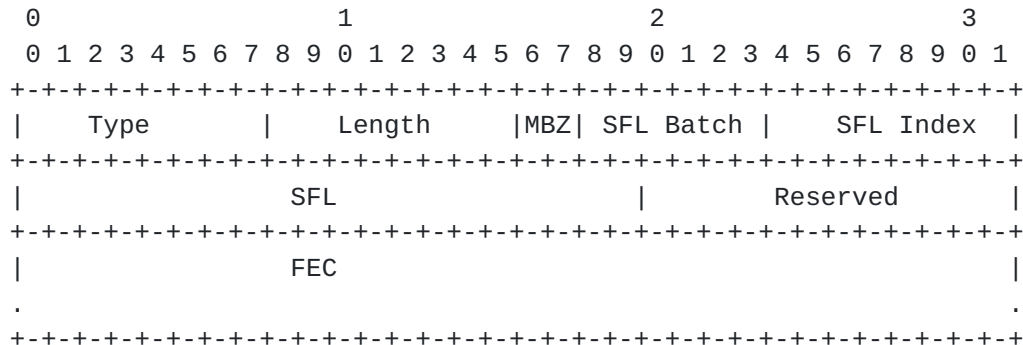 0                   1                   2                   3
 0 1 2 3 4 5 6 7 8 9 0 1 2 3 4 5 6 7 8 9 0 1 2 3 4 5 6 7 8 9 0 1
+-+-+-+-+-+-+-+-+-+-+-+-+-+-+-+-+-+-+-+-+-+-+-+-+-+-+-+-+-+-+-+-+
|    Type       |    Length     |MBZ| SFL Batch |    SFL Index  |
+-+-+-+-+-+-+-+-+-+-+-+-+-+-+-+-+-+-+-+-+-+-+-+-+-+-+-+-+-+-+-+-+
|                 SFL                   |        Reserved       |
+-+-+-+-+-+-+-+-+-+-+-+-+-+-+-+-+-+-+-+-+-+-+-+-+-+-+-+-+-+-+-+-+
|                 FEC                                           |
.                                                               .
+-+-+-+-+-+-+-+-+-+-+-+-+-+-+-+-+-+-+-+-+-+-+-+-+-+-+-+-+-+-+-+-+